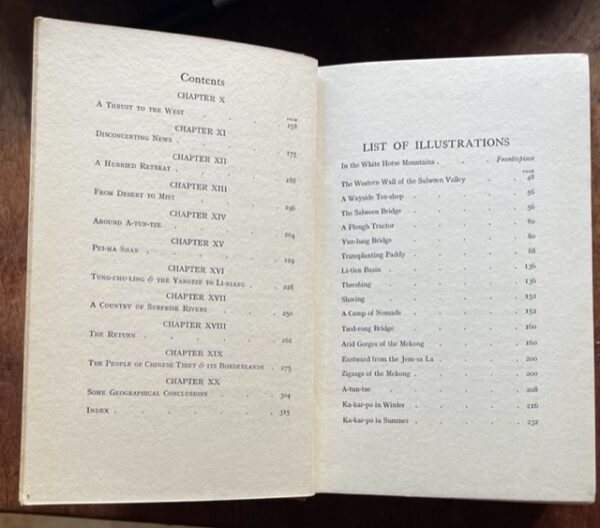 Contents
CHAPTER X
PAGE
A Thrust to the West . . . 158
CHAPTER XI
Disconcerting News . . . 175
CHAPTER XII
A Hurried Retreat . . . 188
CHAPTER XIII
From Desert to Mist . . . 196
CHAPTER XIV
Around A-tun-tze . . . 204
CHAPTER XV
Pei-ma Shan . . . 219
CHAPTER XVI
Tung-chu-ling & the Yangtze to Li-kiang . 228
CHAPTER XVII
A Country of Surprise Rivers . . 250
CHAPTER XVIII
The Return . . . 261
CHAPTER XIX
The People of Chinese Tibet & its Borderlands . 275
CHAPTER XX
Some Geographical Conclusions . . 304
Index . . . 315
LIST OF ILLUSTRATIONS
In the White Horse Mountains . . . Frontispiece
PAGE
The Western Wall of the Salween Valley . . 48
A Wayside Tea-shop . . . 56
The Salween Bridge . . . 56
A Plough Tractor . . . 80
Yun-lung Bridge . . . 80
Transplanting Paddy . . . 88
Li-tien Basin . . . 136
Threshing . . . 136
Shoeing . . . 152
A Camp of Nomads . . . 152
Tsed-rong Bridge . . . 160
Arid Gorges of the Mekong . . . 160
Eastward from the Jem-sa La . . . 200
Zigzags of the Mekong . . . 200
A-tun-tze . . . 208
Ka-kar-po in Winter . . . 216
Ka-kar-po in Summer . . . 232